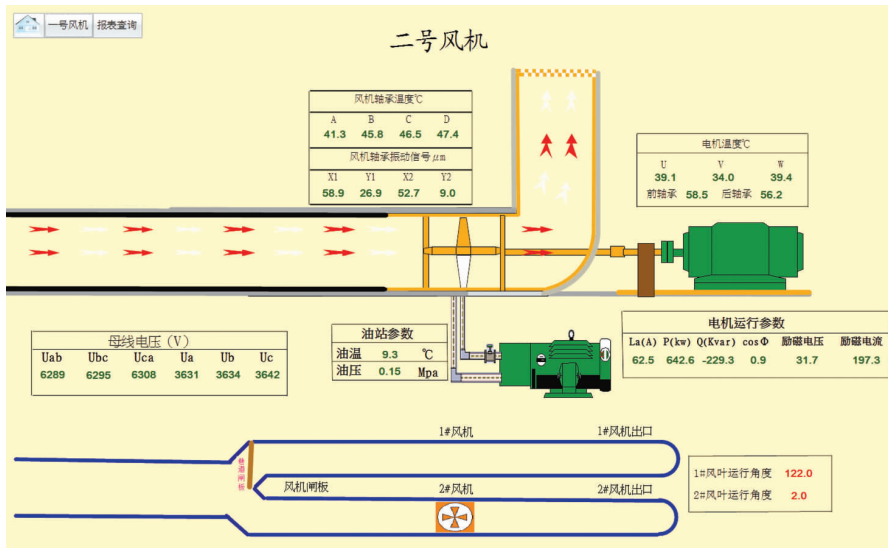 一号风机 报表查询
二号风机
风机轴承温度℃
A B C D
41.3 45.8 46.5 47.4
风机轴承振动信号μm
X1 Y1 X2 Y2
58.9 26.9 52.7 9.0
电机温度℃
U V W
39.1 34.0 39.4
前轴承 58.5 后轴承 56.2
母线电压（V）
Uab Ubc Uca Ua Ub Uc
6289 6295 6308 3631 3634 3642
油站参数
油温 9.3 ℃
油压 0.15 Mpa
电机运行参数
La(A) P(kw) Q(Kvar) cosΦ 励磁电压 励磁电流
62.5 642.6 -229.3 0.9 31.7 197.3
1#风机 1#风机出口
巷道闸板
风机闸板 2#风机 2#风机出口
1#风叶运行角度 122.0
2#风叶运行角度 2.0